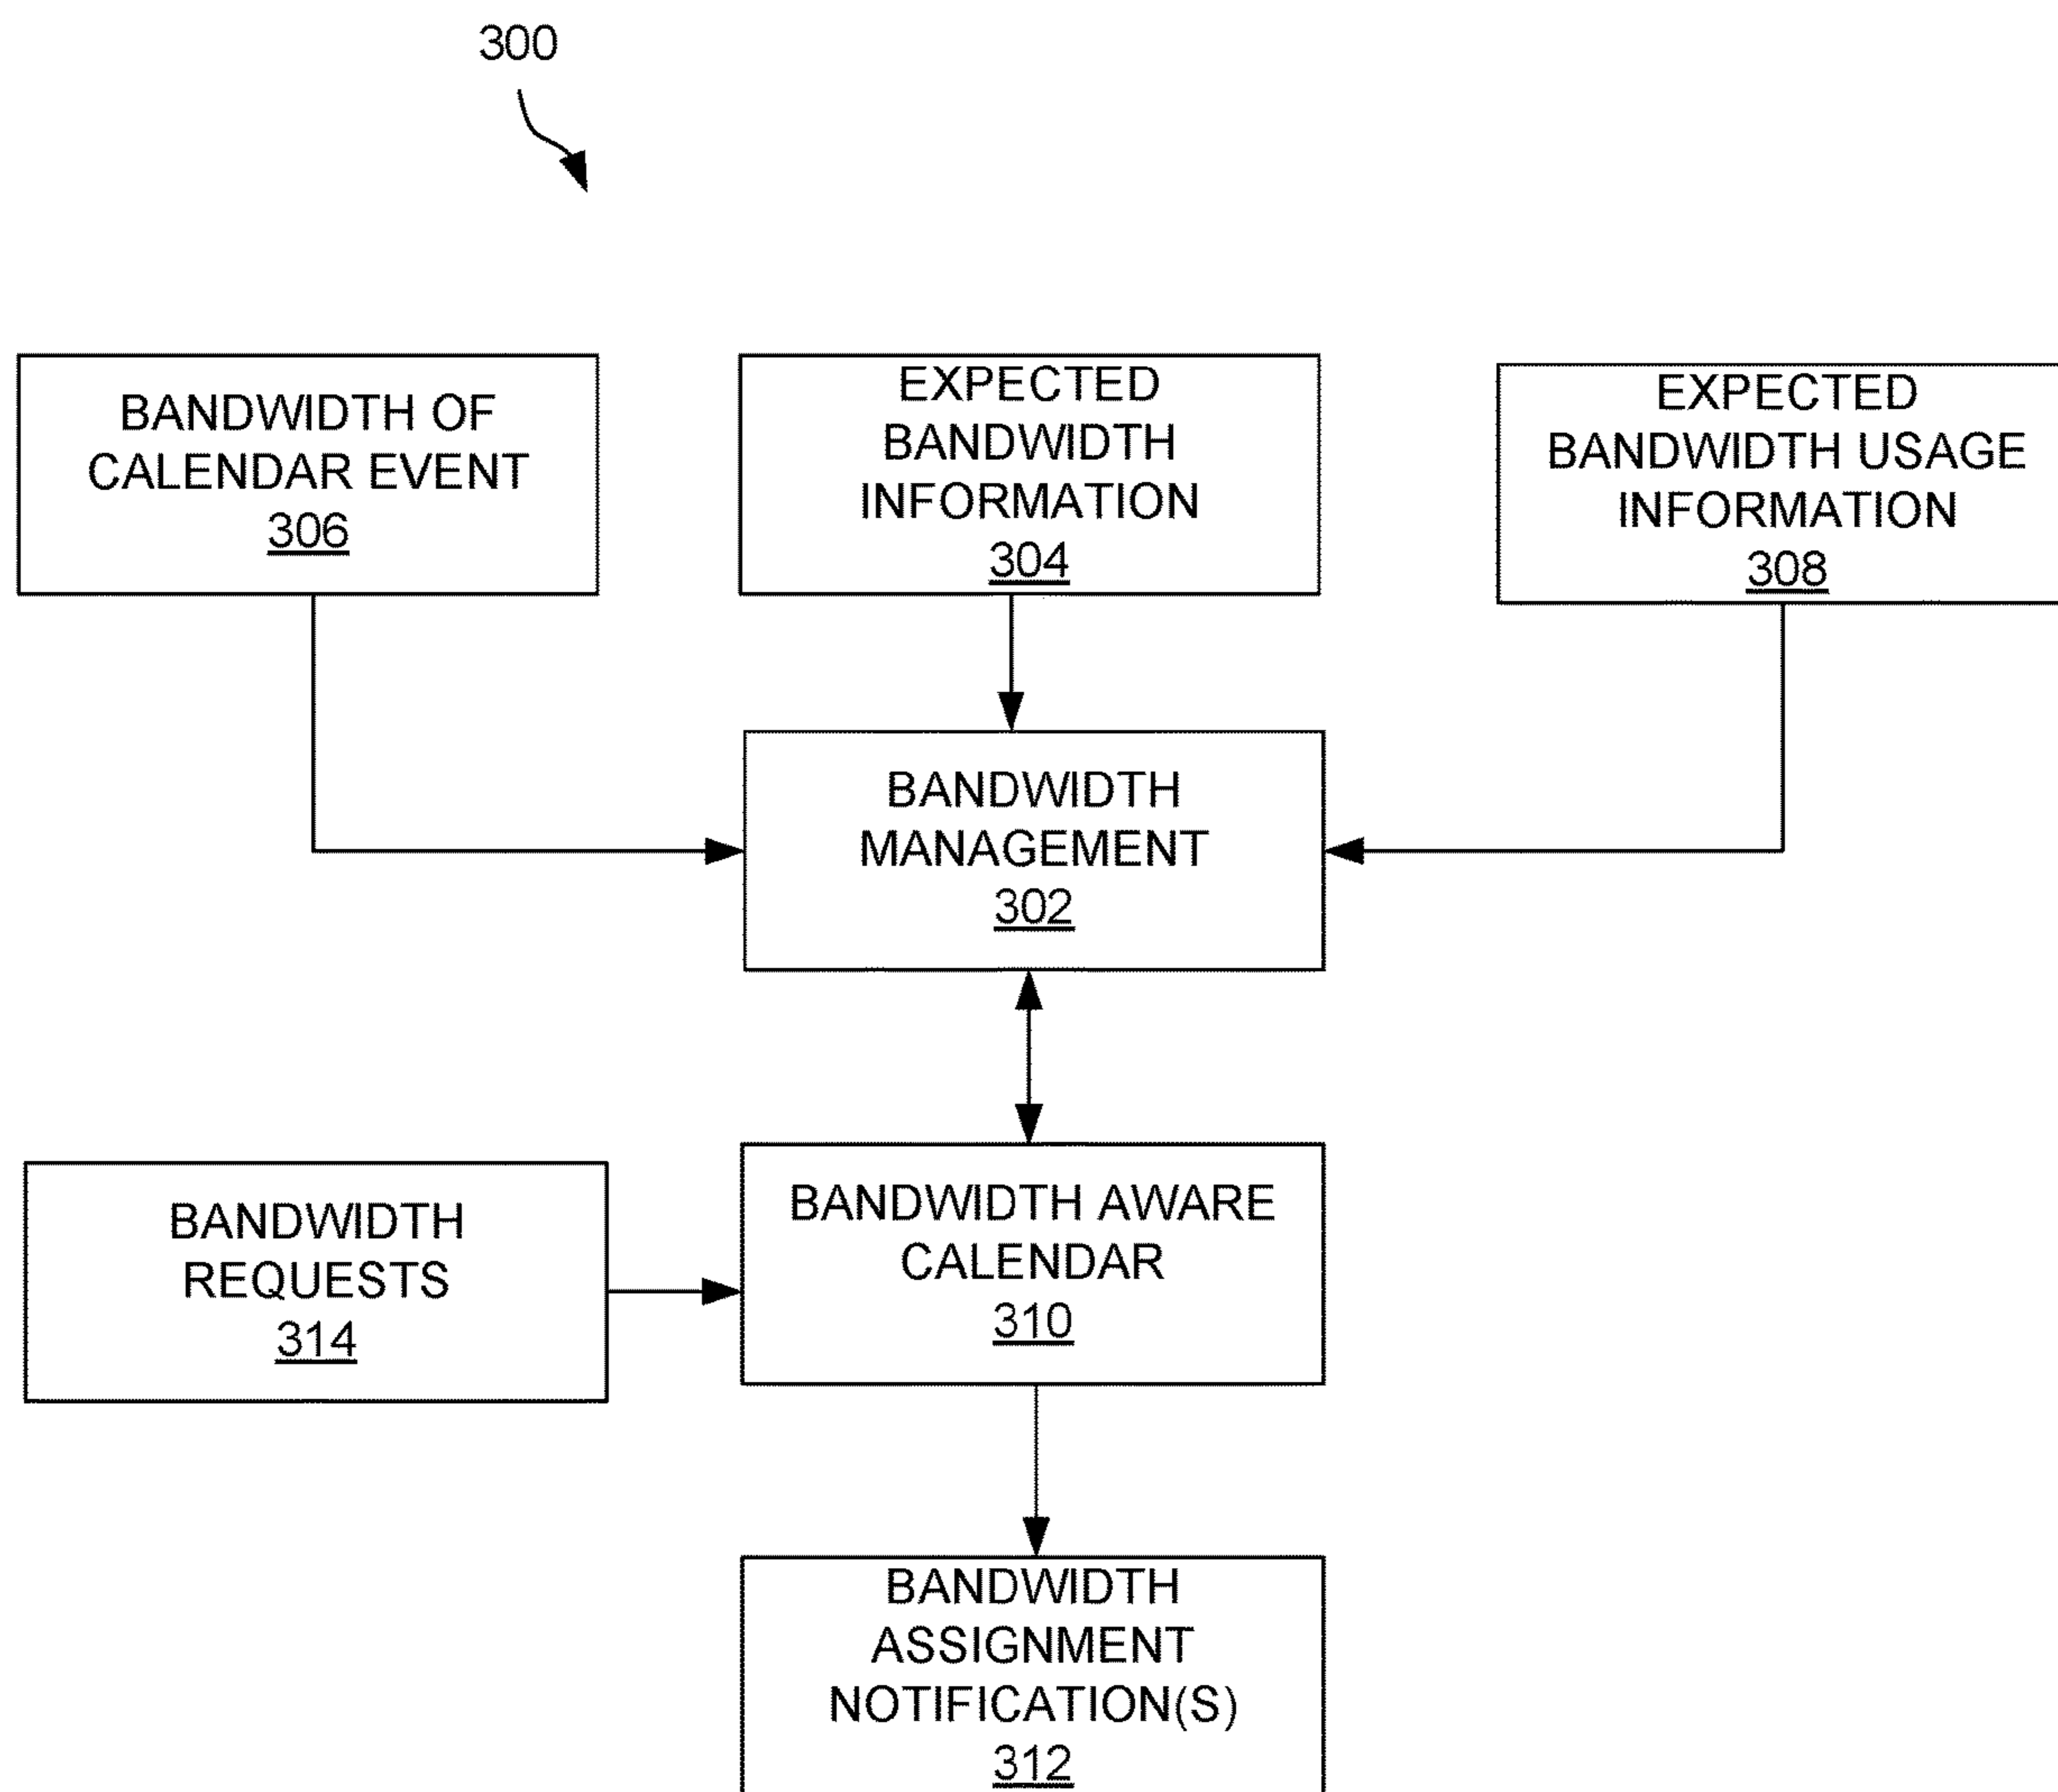 300
BANDWIDTH OF
CALENDAR EVENT
306
EXPECTED
BANDWIDTH
INFORMATION
304
EXPECTED
BANDWIDTH USAGE
INFORMATION
308
BANDWIDTH
MANAGEMENT
302
BANDWIDTH
REQUESTS
314
BANDWIDTH AWARE
CALENDAR
310
BANDWIDTH
ASSIGNMENT
NOTIFICATION(S)
312